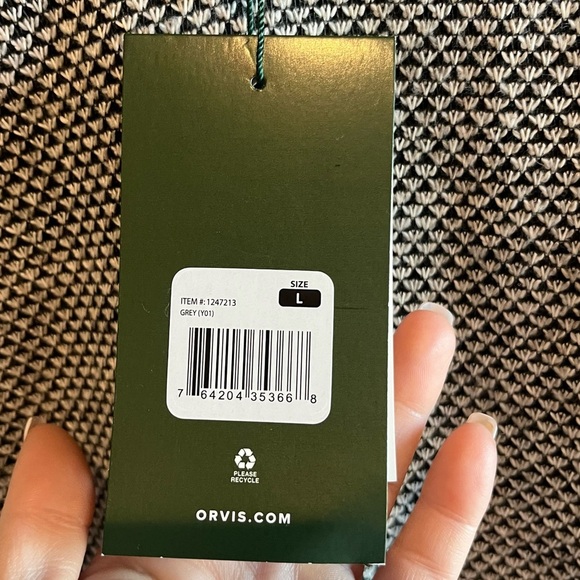 SIZE
L
ITEM #: 1247213
GREY (Y01)
7 64204 35366 8
PLEASE
RECYCLE
ORVIS.COM